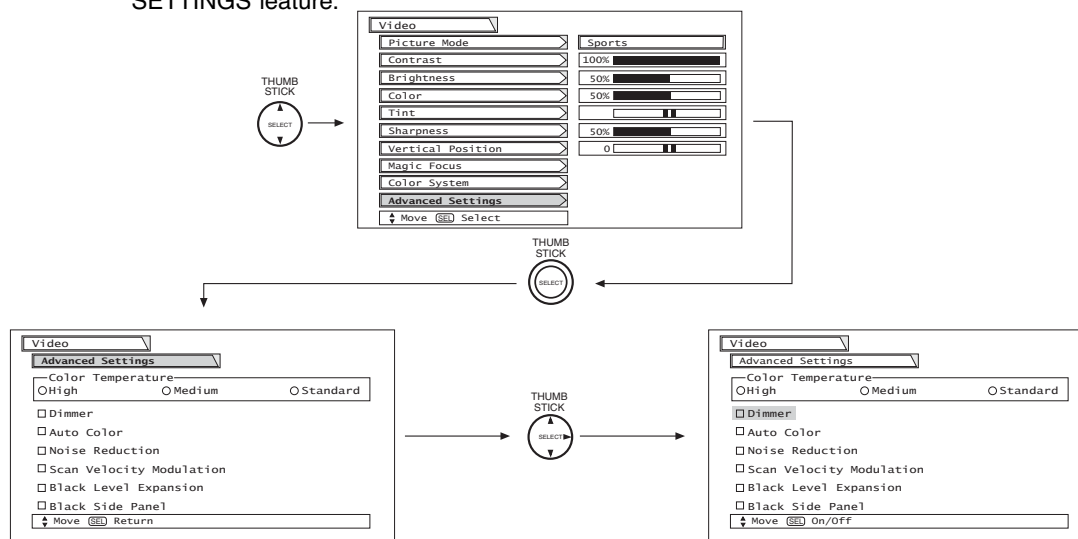 SETTINGS feature.
Video
Picture Mode Sports
Contrast 100%
Brightness 50%
Color 50%
Tint
Sharpness 50%
Vertical Position 0
Magic Focus
Color System
Advanced Settings
Move SEL Select
THUMB
STICK
SELECT
THUMB
STICK
SELECT
Video
Advanced Settings
Color Temperature
High Medium Standard
Dimmer
Auto Color
Noise Reduction
Scan Velocity Modulation
Black Level Expansion
Black Side Panel
Move SEL Return
THUMB
STICK
SELECT
Video
Advanced Settings
Color Temperature
High Medium Standard
Dimmer
Auto Color
Noise Reduction
Scan Velocity Modulation
Black Level Expansion
Black Side Panel
Move SEL On/Off